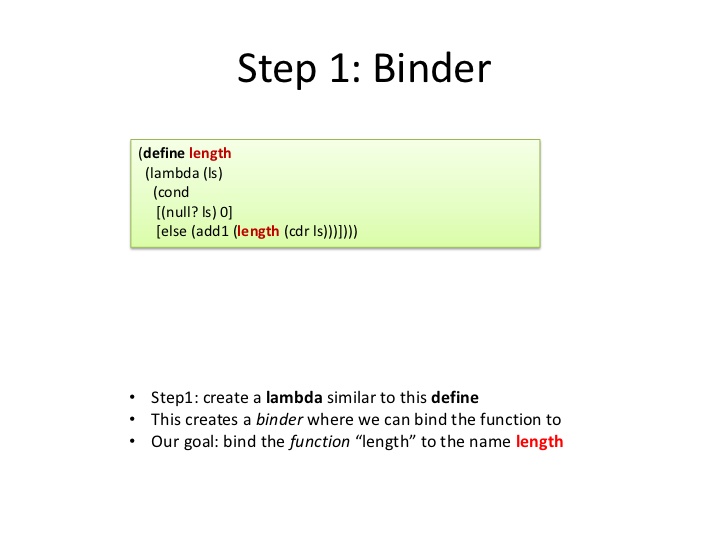 Step 1: Binder
(define length
(lambda (ls)
(cond
[(null? ls) 0]
[else (add1 (length (cdr ls)))])))
• Step1: create a lambda similar to this define
• This creates a binder where we can bind the function to
• Our goal: bind the function “length” to the name length